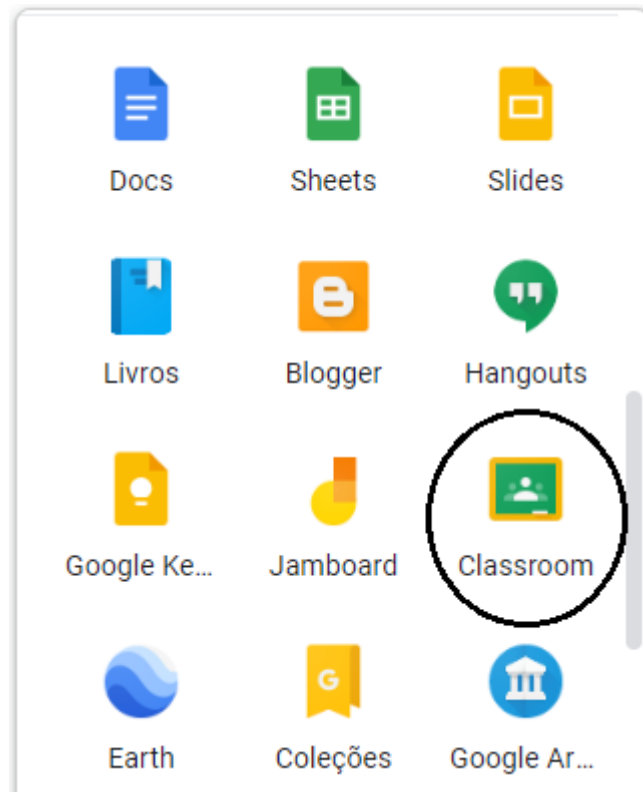 Docs Sheets Slides
Livros Blogger Hangouts
Google Ke... Jamboard Classroom
Earth Coleções Google Ar...